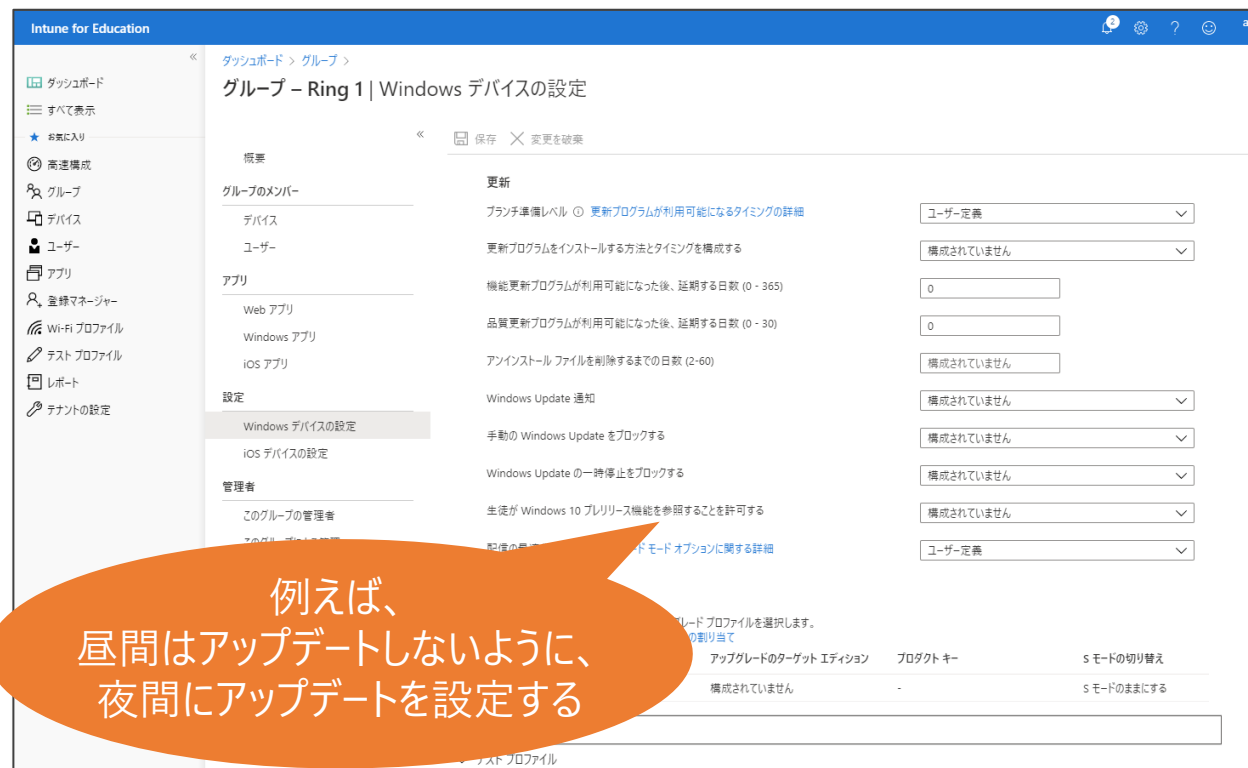 Intune for Education
2
a
«
ダッシュボード
すべて表示
お気に入り
高速構成
グループ
デバイス
ユーザー
アプリ
登録マネージャー
Wi-Fi プロファイル
テスト プロファイル
レポート
テナントの設定
ダッシュボード > グループ >
グループ – Ring 1 | Windows デバイスの設定
«
概要
グループのメンバー
デバイス
ユーザー
アプリ
Web アプリ
Windows アプリ
iOS アプリ
設定
Windows デバイスの設定
iOS デバイスの設定
管理者
このグループの管理者
保存 変更を破棄
更新
ブランチ準備レベル 更新プログラムが利用可能になるタイミングの詳細 ユーザー定義
更新プログラムをインストールする方法とタイミングを構成する 構成されていません
機能更新プログラムが利用可能になった後、延期する日数 (0 - 365) 0
品質更新プログラムが利用可能になった後、延期する日数 (0 - 30) 0
アンインストール ファイルを削除するまでの日数 (2-60) 構成されていません
Windows Update 通知 構成されていません
手動の Windows Update をブロックする 構成されていません
Windows Update の一時停止をブロックする 構成されていません
生徒が Windows 10 プレリリース機能を参照することを許可する 構成されていません
ド モード オプションに関する詳細 ユーザー定義
レード プロファイルを選択します。
の割り当て
アップグレードのターゲット エディション プロダクト キー S モードの切り替え
構成されていません - S モードのままにする
テスト プロファイル
例えば、
昼間はアップデートしないように、
夜間にアップデートを設定する